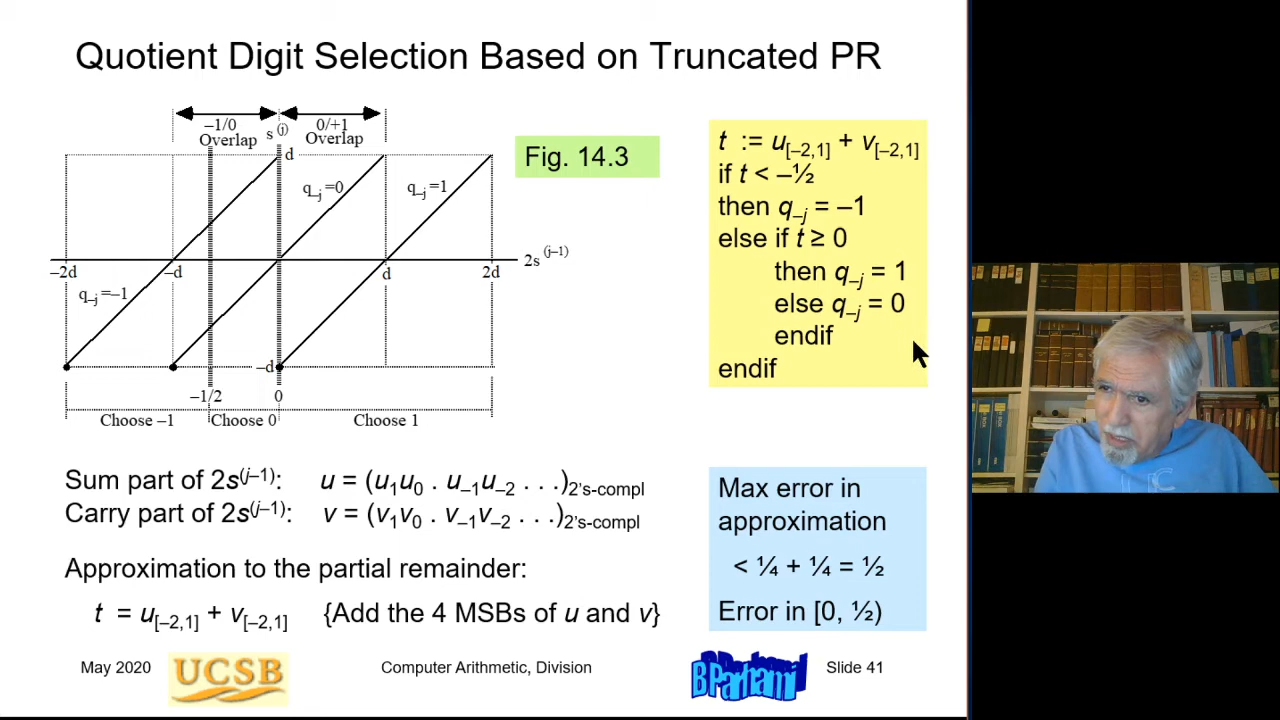 Quotient Digit Selection Based on Truncated PR
–1/0
Overlap
s (j)
0/+1
Overlap
d
q –j =0
q –j =1
–2d
–d
d
2d
2s (j–1)
q –j =–1
–d
–1/2
0
Choose –1
Choose 0
Choose 1
Fig. 14.3
t := u[–2,1] + v[–2,1]
if t < –½
then q–j = –1
else if t ≥ 0
then q–j = 1
else q–j = 0
endif
endif
Sum part of 2s(j–1): u = (u1u0 . u–1u–2 . . .)2's-compl
Carry part of 2s(j–1): v = (v1v0 . v–1v–2 . . .)2's-compl
Approximation to the partial remainder:
t = u[–2,1] + v[–2,1] {Add the 4 MSBs of u and v}
Max error in
approximation
< ¼ + ¼ = ½
Error in [0, ½)
May 2020
UCSB
Computer Arithmetic, Division
B Parhami
Slide 41